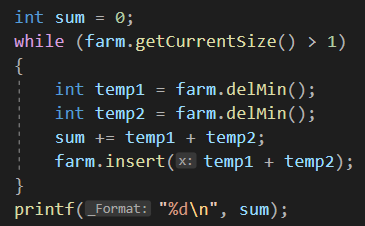 int sum = 0;
while (farm.getCurrentSize() > 1)
{
    int temp1 = farm.delMin();
    int temp2 = farm.delMin();
    sum += temp1 + temp2;
    farm.insert(x: temp1 + temp2);
}
printf(_Format: "%d\n", sum);